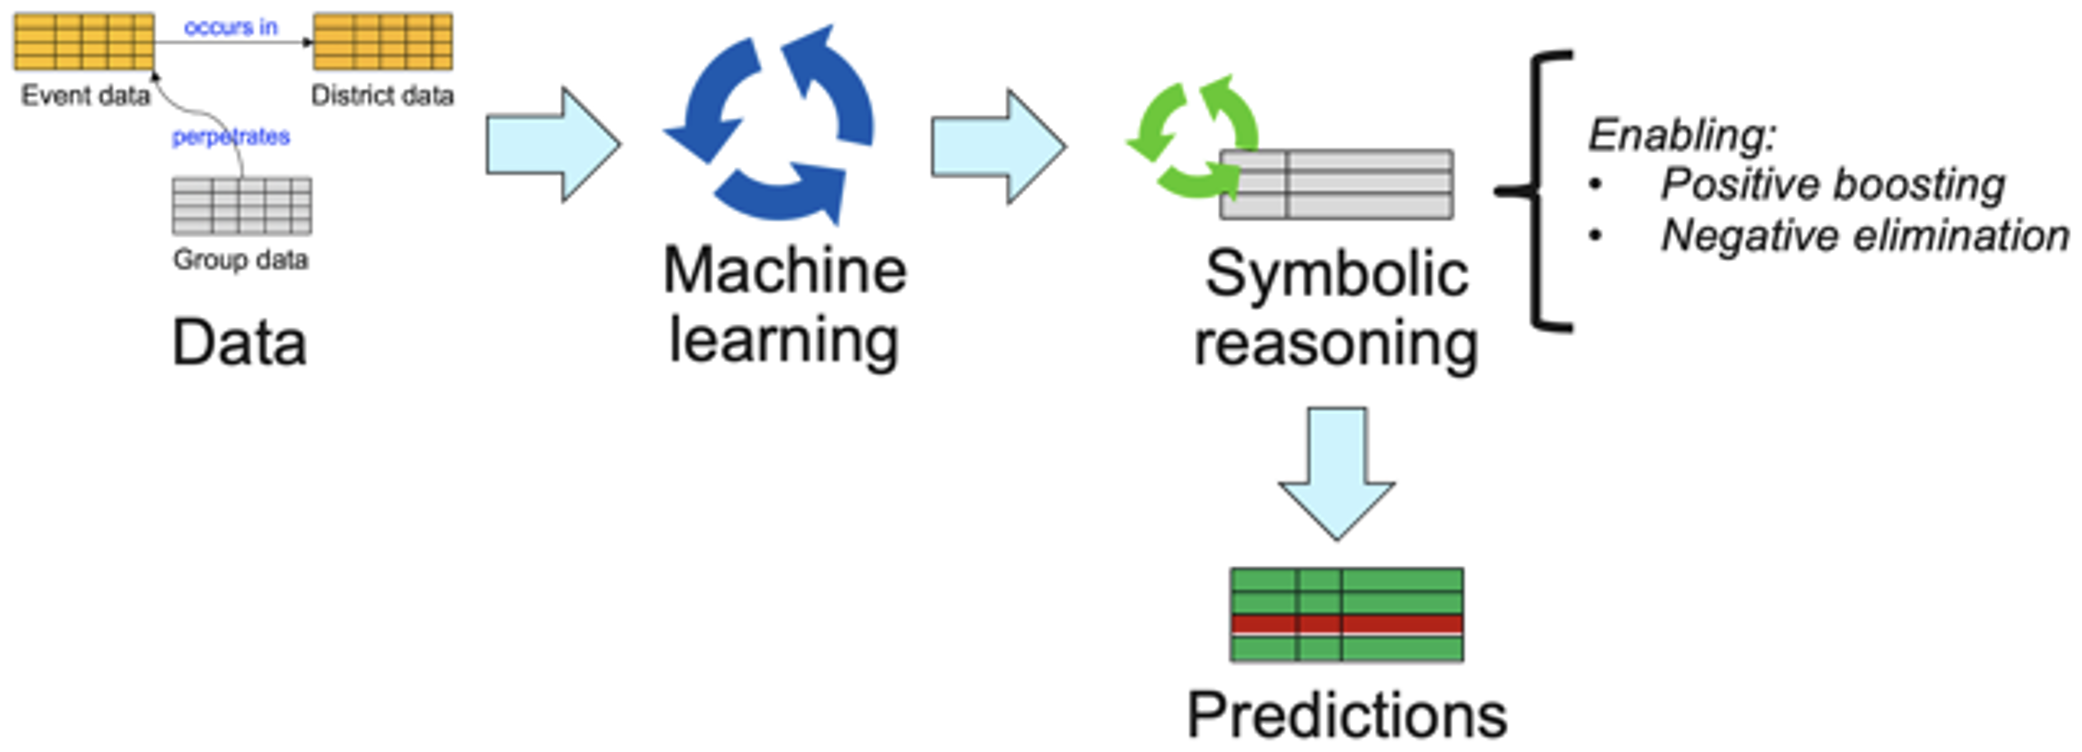 occurs in
Event data
District data
perpetrates
Group data
Data
Machine
learning
Symbolic
reasoning
Enabling:
• Positive boosting
• Negative elimination
Predictions